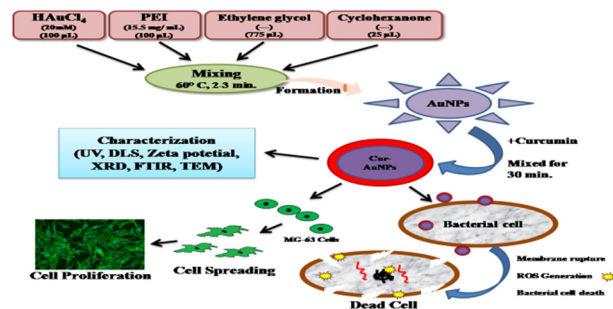 HAuCl4
(20mM)
(100 µL)
PEI
(15.5 mg/ mL)
(100 µL)
Ethylene glycol
(---)
(775 µL)
Cyclohexanone
(---)
(25 µL)
Mixing
60⁰ C, 2-3 min.
Formation
AuNPs
+Curcumin
Mixed for
30 min.
Characterization
(UV, DLS, Zeta potetial,
XRD, FTIR, TEM)
Cur-
AuNPs
MG-63 Cells
Bacterial cell
Cell Spreading
Cell Proliferation
Membrane rupture
ROS Generation
Bacterial cell death
Dead Cell